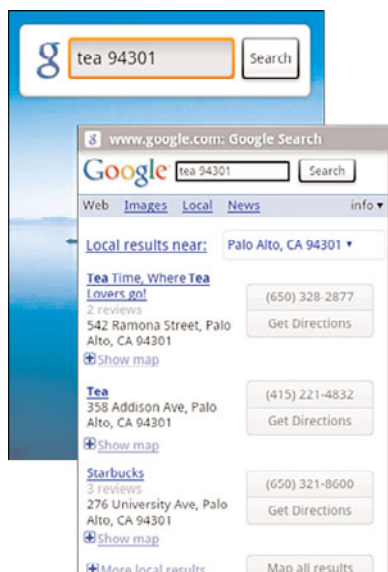 g tea 94301 Search
g www.google.com: Google Search
Google tea 94301 Search
Web Images Local News info ▾
Local results near: Palo Alto, CA 94301 ▾
Tea Time, Where Tea
Lovers go!
2 reviews
542 Ramona Street, Palo
Alto, CA 94301
Show map
(650) 328-2877
Get Directions
Tea
358 Addison Ave, Palo
Alto, CA 94301
Show map
(415) 221-4832
Get Directions
Starbucks
3 reviews
276 University Ave, Palo
Alto, CA 94301
Show map
(650) 321-8600
Get Directions
More local results
Map all results